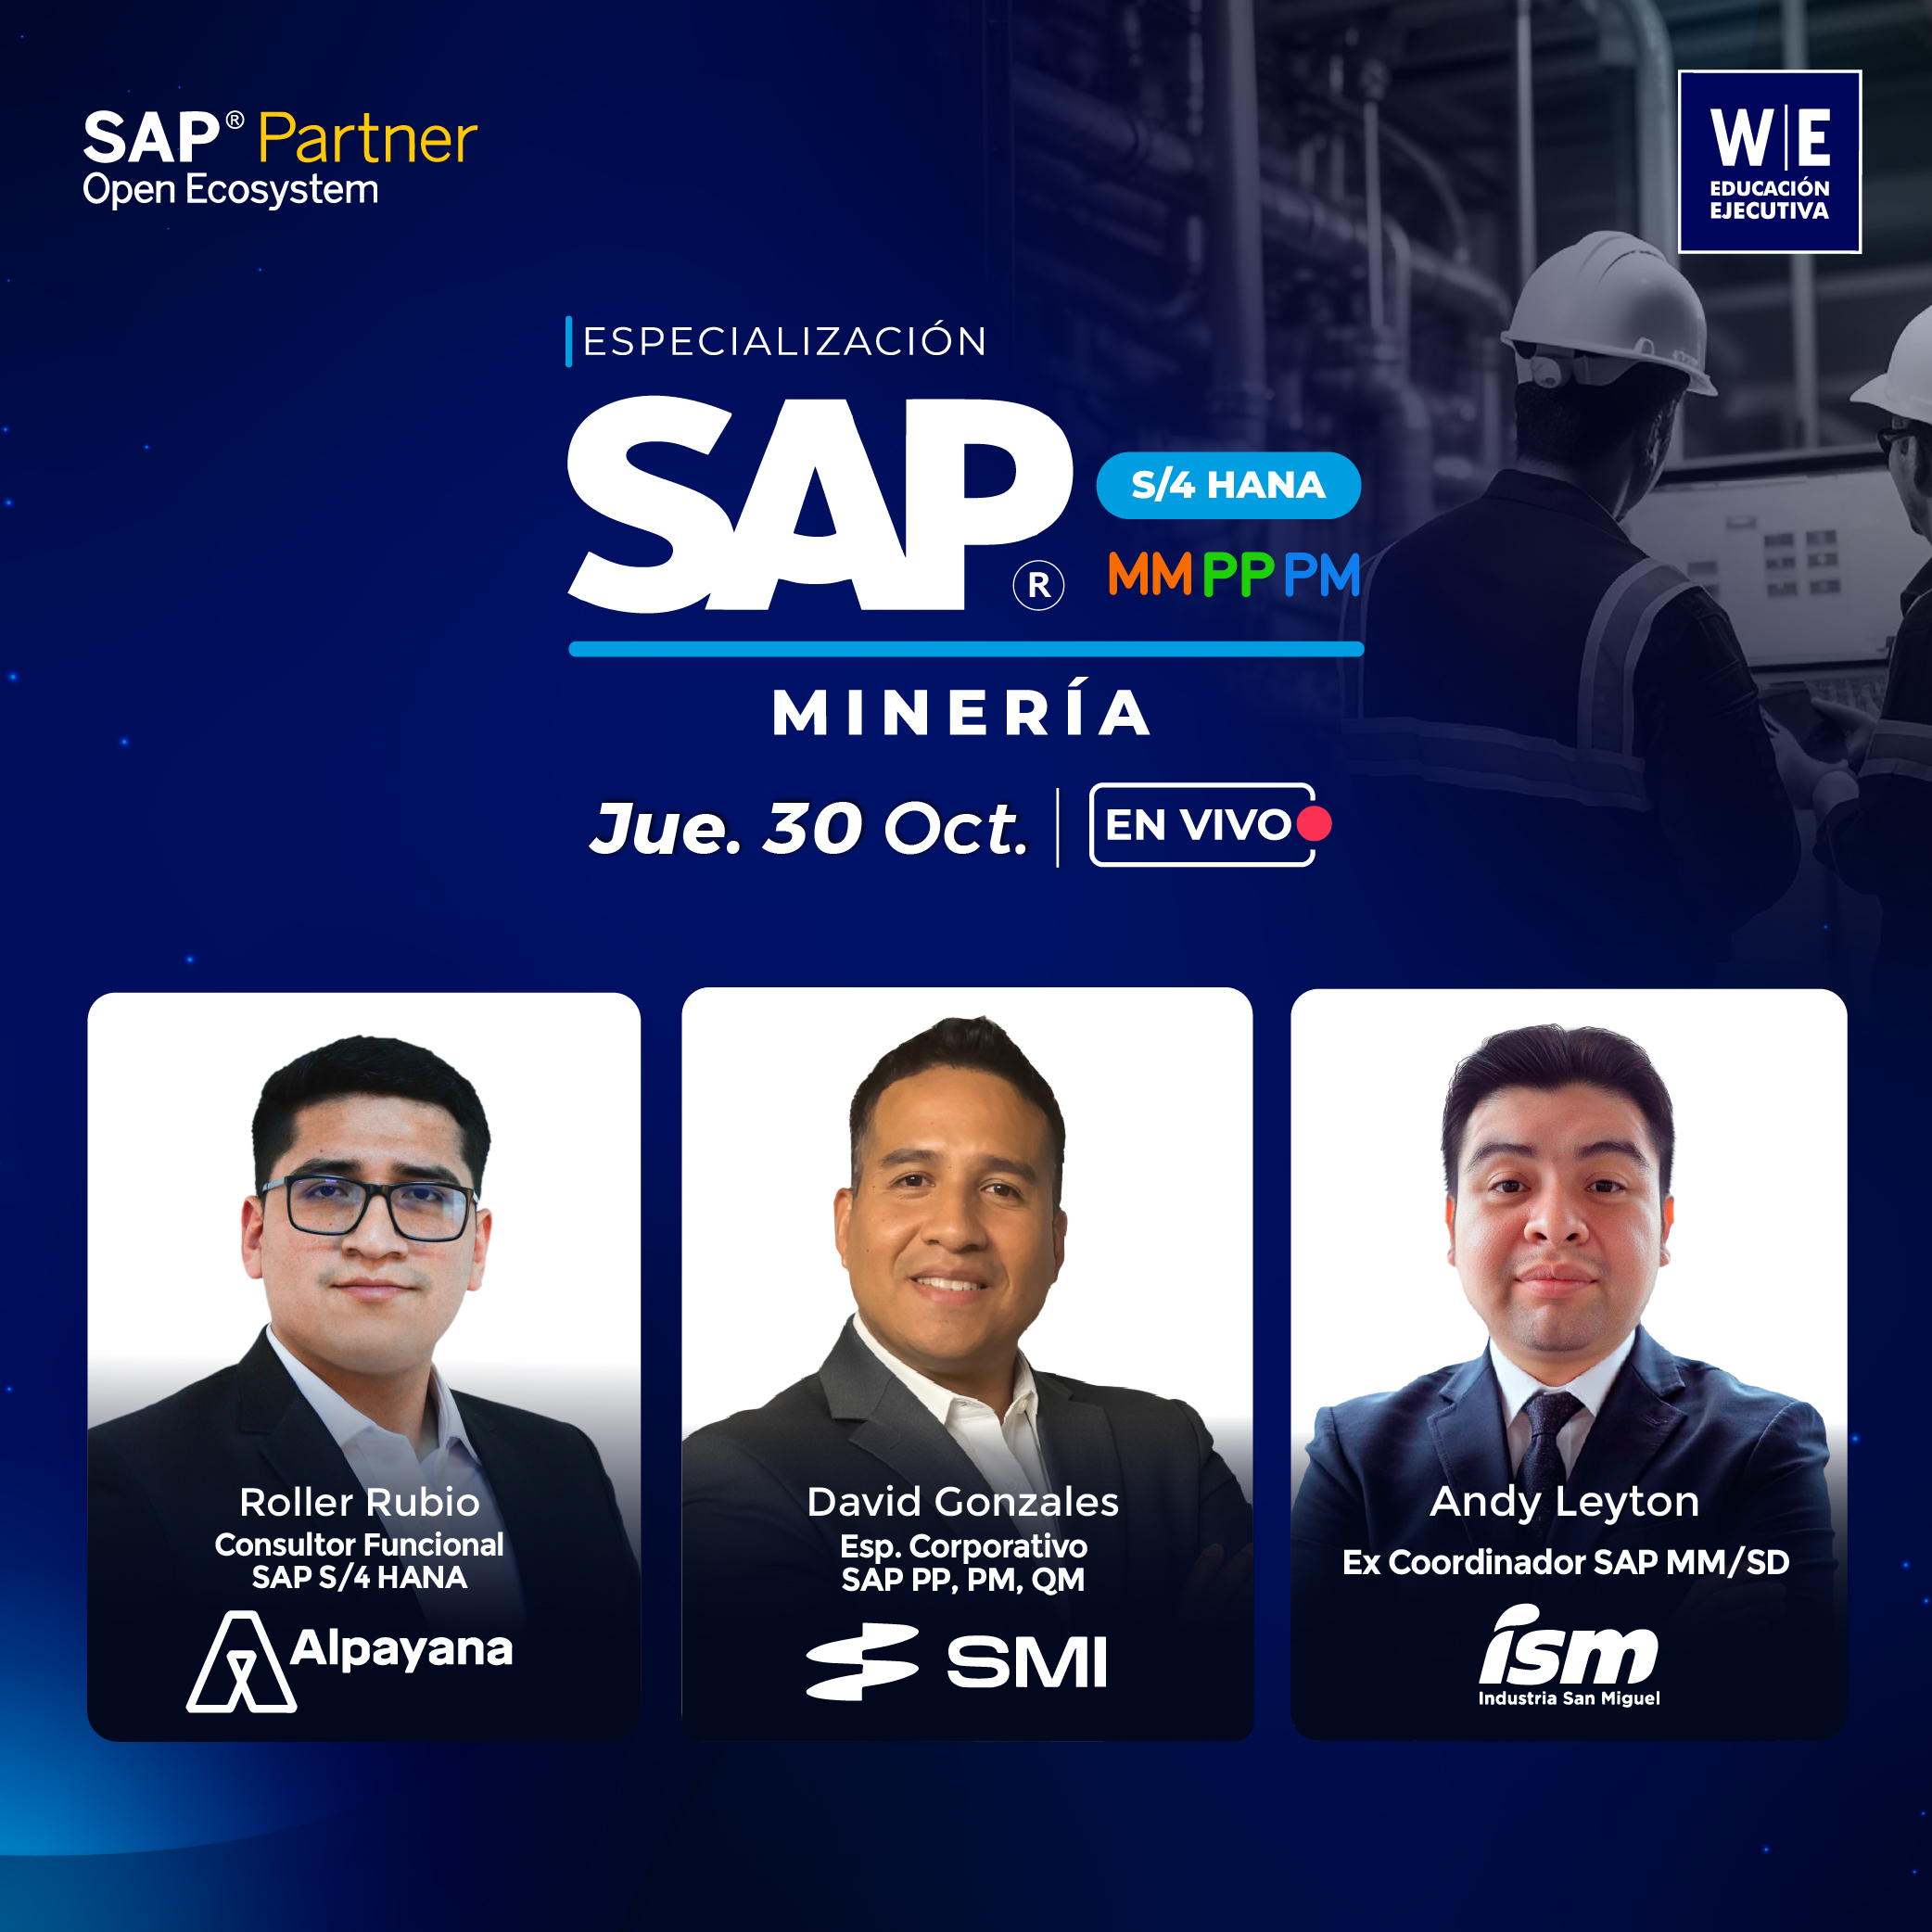 SAP® Partner
Open Ecosystem
W|E
EDUCACIÓN
EJECUTIVA
ESPECIALIZACIÓN
SAP®
S/4 HANA
MM PP PM
MINERÍA
Jue. 30 Oct. | EN VIVO
Roller Rubio
Consultor Funcional
SAP S/4 HANA
Alpayana
David Gonzales
Esp. Corporativo
SAP PP, PM, QM
SMI
Andy Leyton
Ex Coordinador SAP MM/SD
ism
Industria San Miguel